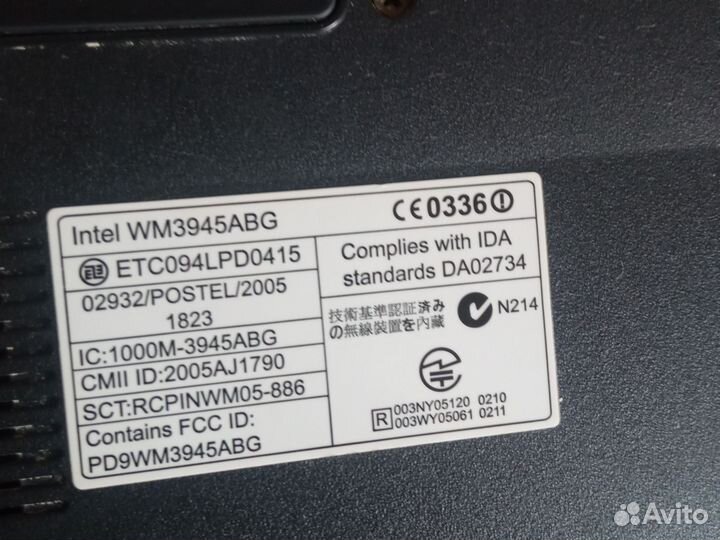 Intel WM3945ABG
CE0336
ETC094LPD0415
02932/POSTEL/2005
1823
IC:1000M-3945ABG
CMII ID:2005AJ1790
SCT:RCPINWM05-886
Contains FCC ID:
PD9WM3945ABG
Complies with IDA
standards DA02734
技術基準認証済み
の無線装置を内蔵
N214
R 003NY05120 0210
003WY05061 0211
Avito